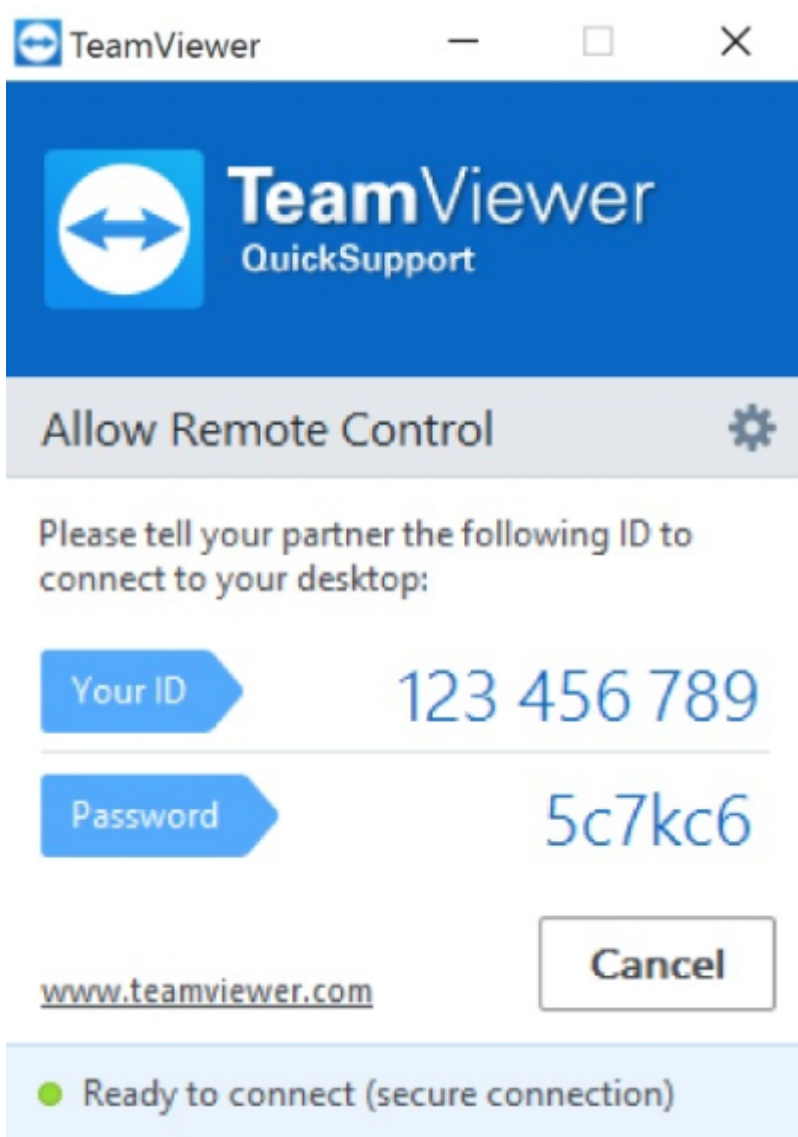 TeamViewer
TeamViewer
QuickSupport
Allow Remote Control
Please tell your partner the following ID to
connect to your desktop:
Your ID 123 456 789
Password 5c7kc6
Cancel
www.teamviewer.com
Ready to connect (secure connection)